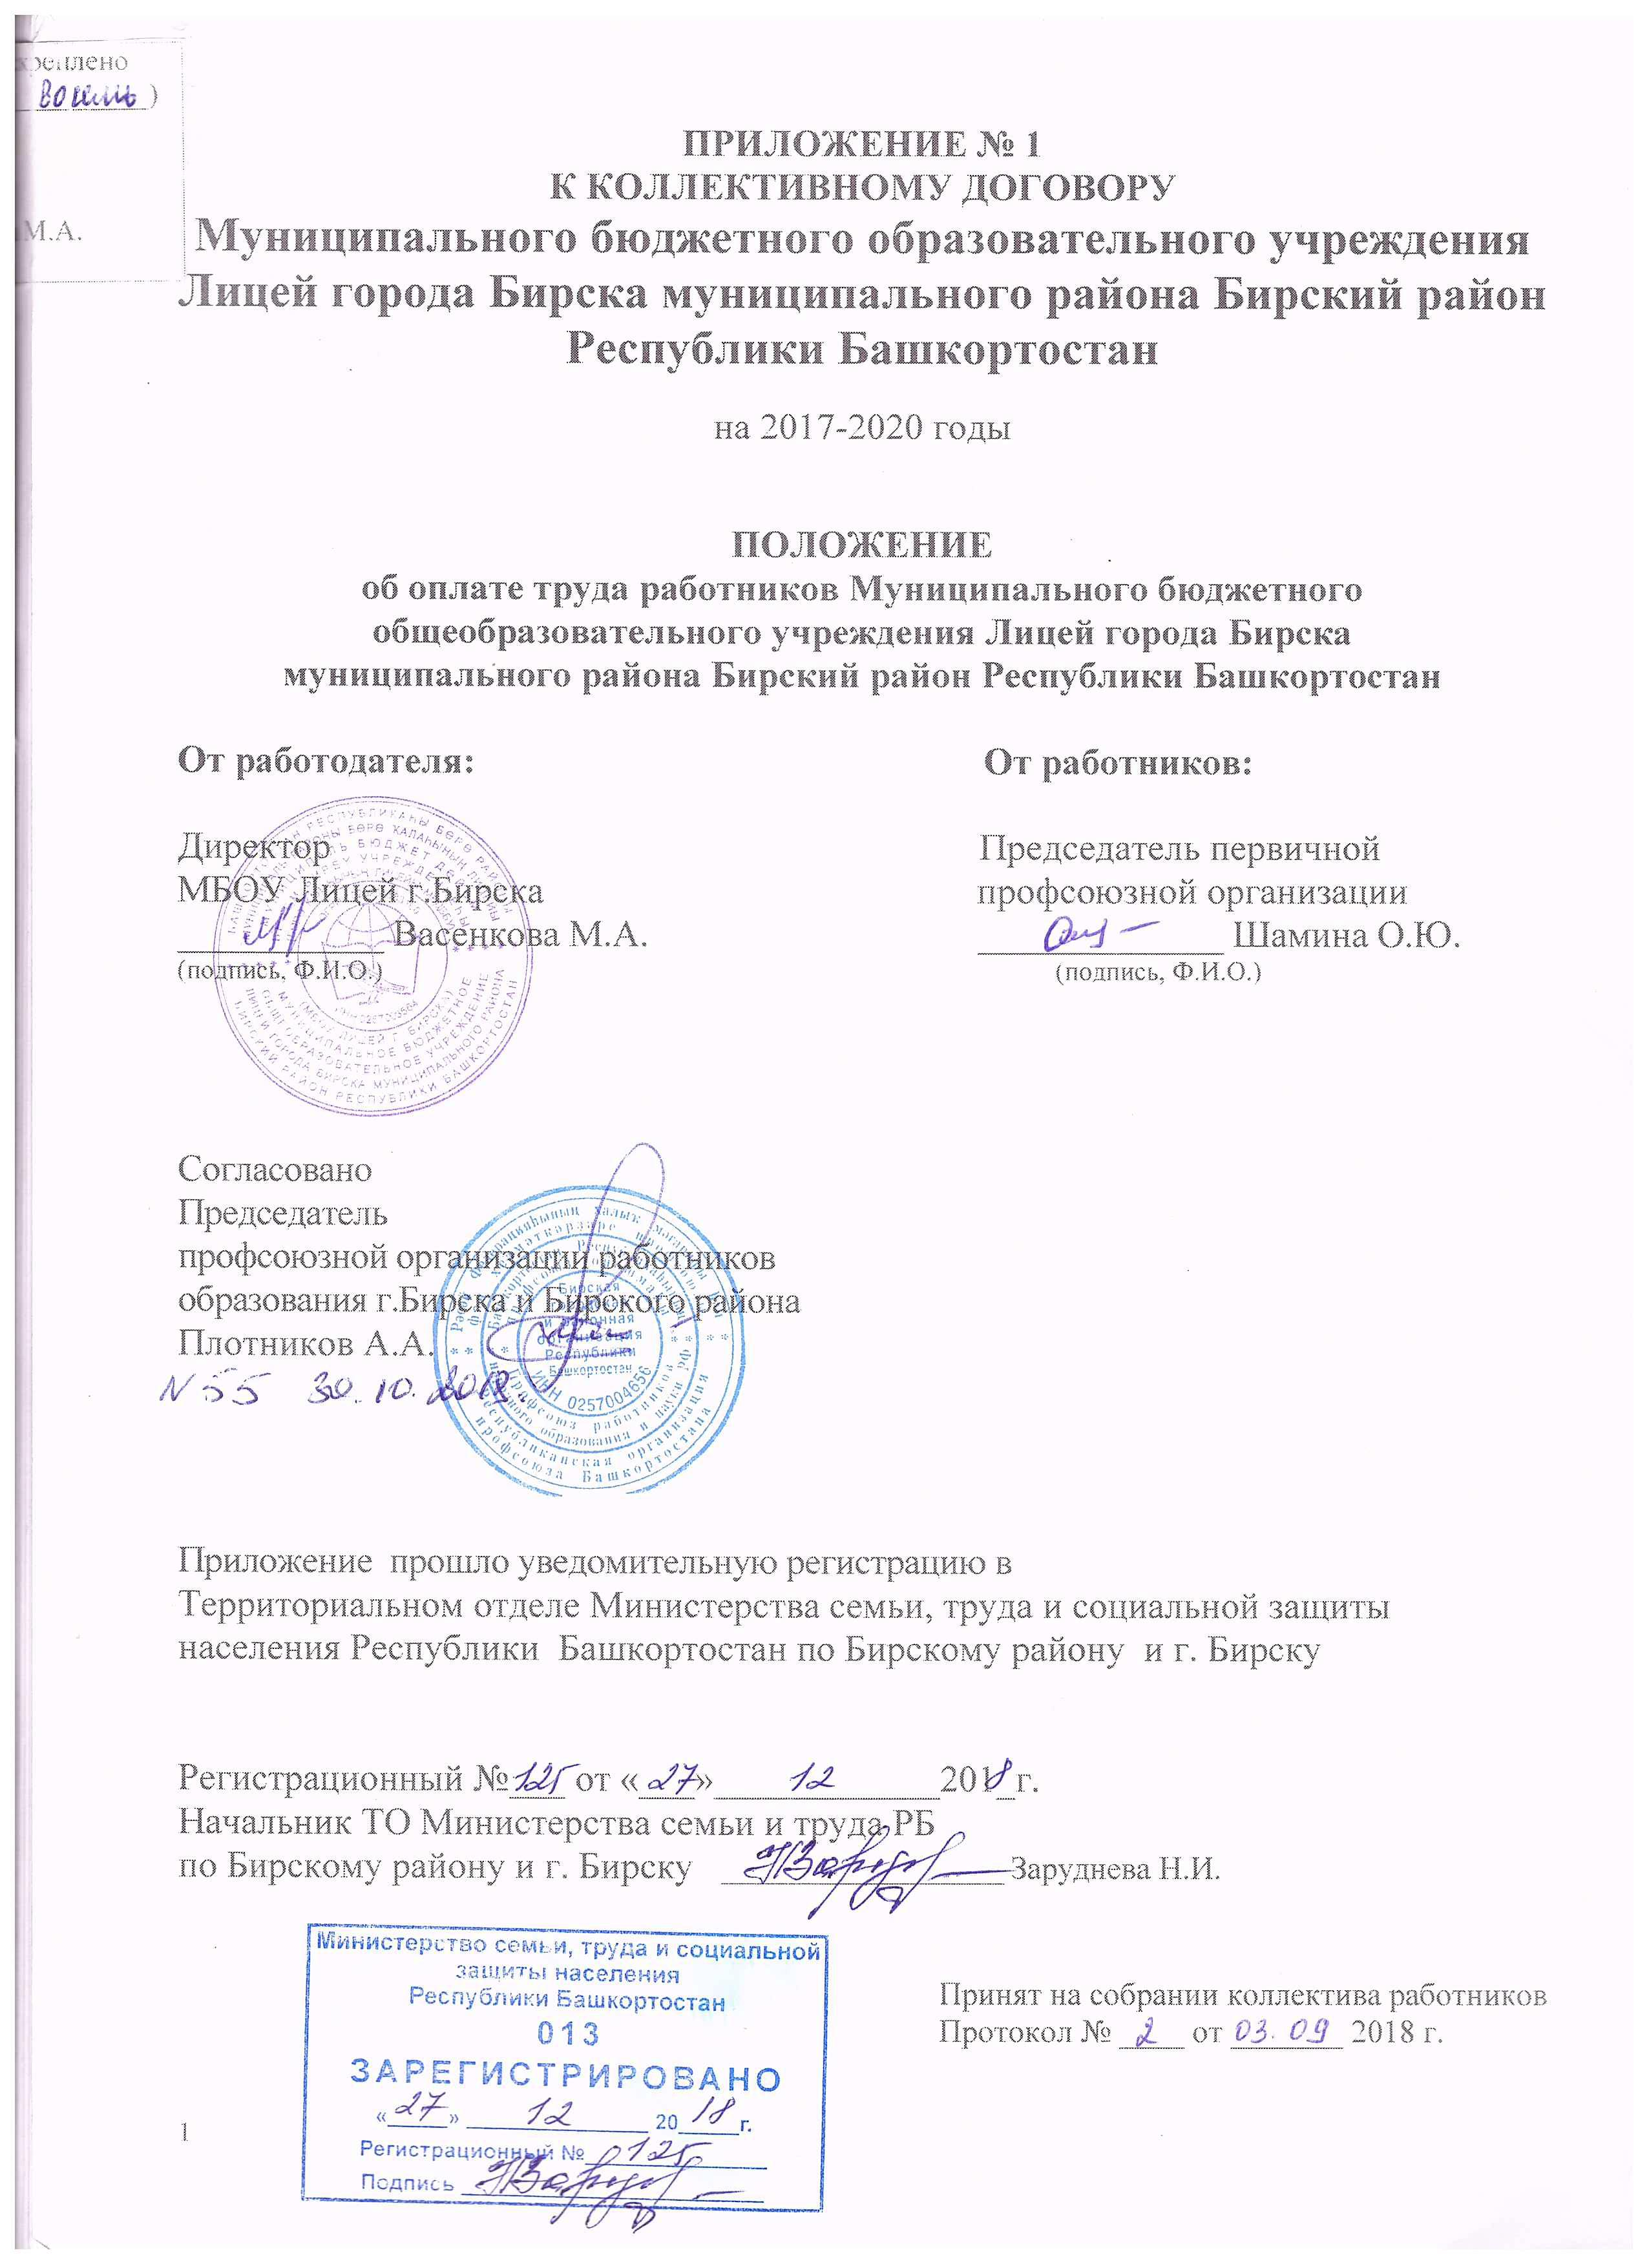 восемь)
М.А.
ПРИЛОЖЕНИЕ № 1
К КОЛЛЕКТИВНОМУ ДОГОВОРУ
Муниципального бюджетного образовательного учреждения
Лицей города Бирска муниципального района Бирский район
Республики Башкортостан
на 2017-2020 годы
ПОЛОЖЕНИЕ
об оплате труда работников Муниципального бюджетного
общеобразовательного учреждения Лицей города Бирска
муниципального района Бирский район Республики Башкортостан
От работодателя: От работников:
Директор Председатель первичной
МБОУ Лицей г.Бирска профсоюзной организации
Васенкова М.А. Шамина О.Ю.
(подпись, Ф.И.О.) (подпись, Ф.И.О.)
Согласовано
Председатель
профсоюзной организации работников
образования г.Бирска и Бирского района
Плотников А.А.
N 55 30.10.2018
ИНН 0257004656
Приложение прошло уведомительную регистрацию в
Территориальном отделе Министерства семьи, труда и социальной защиты
населения Республики Башкортостан по Бирскому району и г. Бирску
Регистрационный № 125 от «27» 12 2018 г.
Начальник ТО Министерства семьи и труда РБ
по Бирскому району и г. Бирску Заруднева Н.И.
Министерство семьи, труда и социальной
защиты населения
Республики Башкортостан
013
ЗАРЕГИСТРИРОВАНО
«27» 12 2018 г.
Регистрационный № 125
Подпись
Принят на собрании коллектива работников
Протокол № 2 от 03.09 2018 г.
1